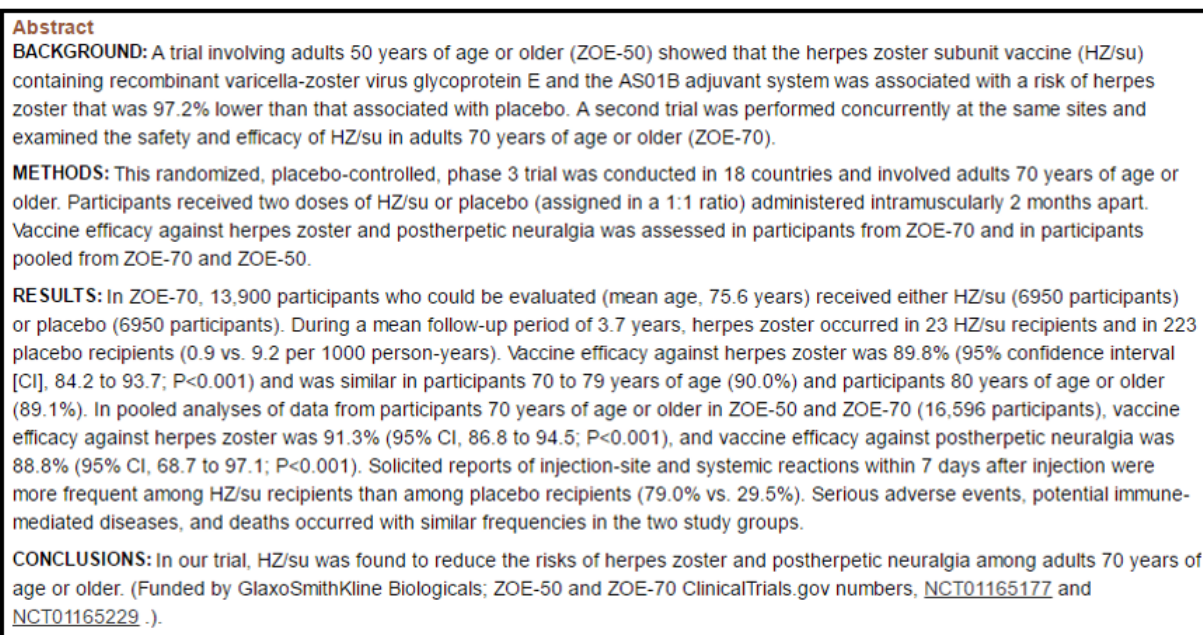 Abstract
BACKGROUND: A trial involving adults 50 years of age or older (ZOE-50) showed that the herpes zoster subunit vaccine (HZ/su)
containing recombinant varicella-zoster virus glycoprotein E and the AS01B adjuvant system was associated with a risk of herpes
zoster that was 97.2% lower than that associated with placebo. A second trial was performed concurrently at the same sites and
examined the safety and efficacy of HZ/su in adults 70 years of age or older (ZOE-70).
METHODS: This randomized, placebo-controlled, phase 3 trial was conducted in 18 countries and involved adults 70 years of age or
older. Participants received two doses of HZ/su or placebo (assigned in a 1:1 ratio) administered intramuscularly 2 months apart.
Vaccine efficacy against herpes zoster and postherpetic neuralgia was assessed in participants from ZOE-70 and in participants
pooled from ZOE-70 and ZOE-50.
RESULTS: In ZOE-70, 13,900 participants who could be evaluated (mean age, 75.6 years) received either HZ/su (6950 participants)
or placebo (6950 participants). During a mean follow-up period of 3.7 years, herpes zoster occurred in 23 HZ/su recipients and in 223
placebo recipients (0.9 vs. 9.2 per 1000 person-years). Vaccine efficacy against herpes zoster was 89.8% (95% confidence interval
[CI], 84.2 to 93.7; P<0.001) and was similar in participants 70 to 79 years of age (90.0%) and participants 80 years of age or older
(89.1%). In pooled analyses of data from participants 70 years of age or older in ZOE-50 and ZOE-70 (16,596 participants), vaccine
efficacy against herpes zoster was 91.3% (95% CI, 86.8 to 94.5; P<0.001), and vaccine efficacy against postherpetic neuralgia was
88.8% (95% CI, 68.7 to 97.1; P<0.001). Solicited reports of injection-site and systemic reactions within 7 days after injection were
more frequent among HZ/su recipients than among placebo recipients (79.0% vs. 29.5%). Serious adverse events, potential immune-
mediated diseases, and deaths occurred with similar frequencies in the two study groups.
CONCLUSIONS: In our trial, HZ/su was found to reduce the risks of herpes zoster and postherpetic neuralgia among adults 70 years of
age or older. (Funded by GlaxoSmithKline Biologicals; ZOE-50 and ZOE-70 ClinicalTrials.gov numbers, NCT01165177 and
NCT01165229 .).